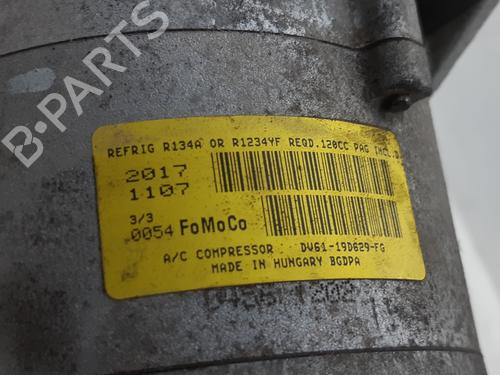 B-PARTS
REFRIG R134A OR R1234YF REQD.120CC PAG INCL.
2017
1107
3/3
.0054 FoMoCo
A/C COMPRESSOR : DV61-19D629-FG
MADE IN HUNGARY BGDPA